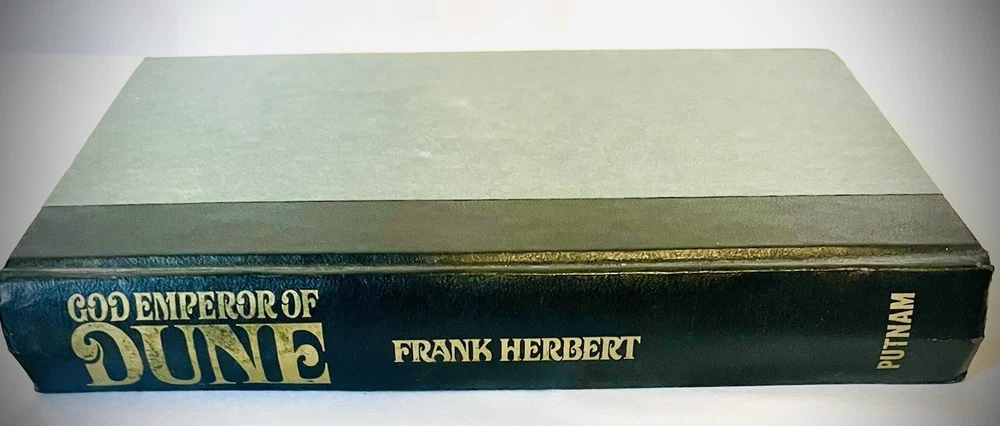 GOD EMPEROR OF
DUNE
FRANK HERBERT
PUTNAM